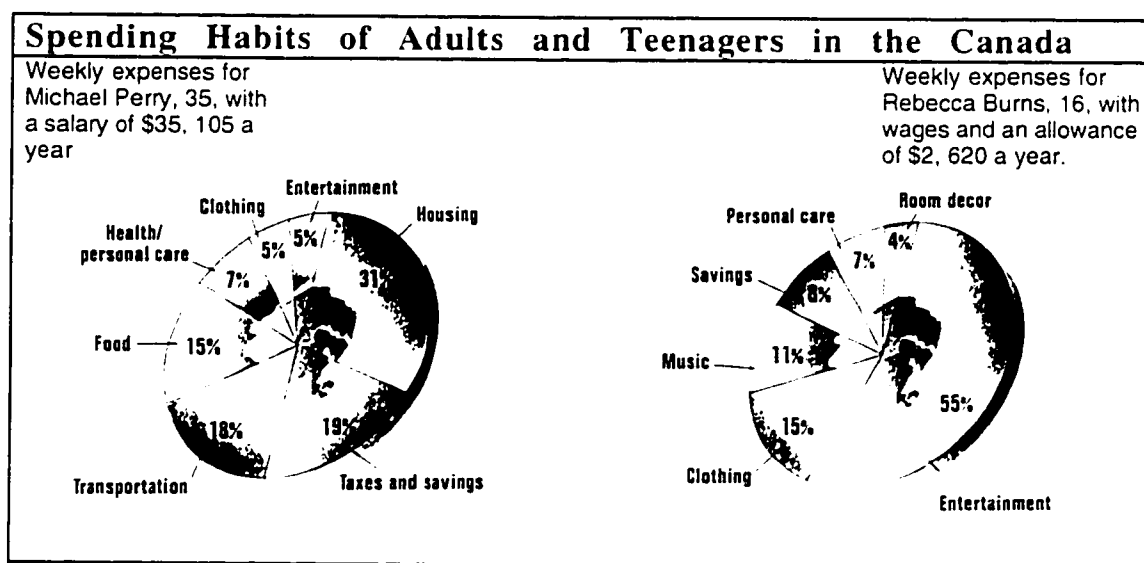 Spending Habits of Adults and Teenagers in the Canada
Weekly expenses for
Michael Perry, 35, with
a salary of $35, 105 a
year
Entertainment
Clothing
Housing
Health/
personal care
5%
5%
7%
31%
Food
15%
18%
19%
Transportation
Taxes and savings
Weekly expenses for
Rebecca Burns, 16, with
wages and an allowance
of $2, 620 a year.
Room decor
Personal care
4%
7%
Savings
8%
Music
11%
55%
15%
Clothing
Entertainment